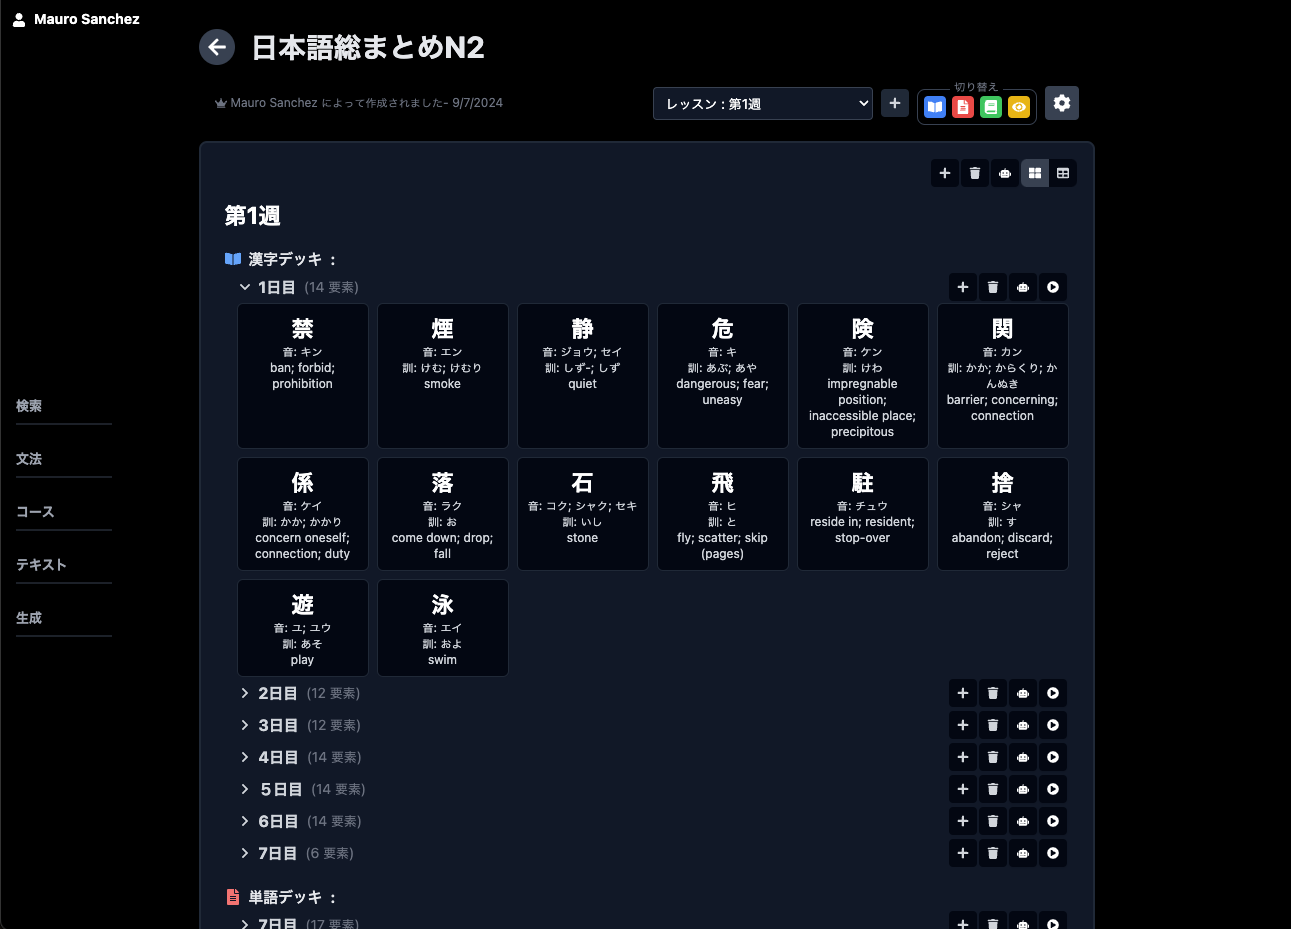 Mauro Sanchez
日本語総まとめN2
Mauro Sanchez によって作成されました- 9/7/2024
レッスン : 第1週
切り替え
第1週
漢字デッキ :
1日目 (14 要素)
禁
音: キン
ban; forbid;
prohibition
煙
音: エン
訓: けむ; けむり
smoke
静
音: ジョウ; セイ
訓: しず-; しず
quiet
危
音: キ
訓: あぶ; あや
dangerous; fear;
uneasy
険
音: ケン
訓: けわ
impregnable
position;
inaccessible place;
precipitous
関
音: カン
訓: かか; からくり; か
んぬき
barrier; concerning;
connection
係
音: ケイ
訓: かか; かかり
concern oneself;
connection; duty
落
音: ラク
訓: お
come down; drop;
fall
石
音: コク; シャク; セキ
訓: いし
stone
飛
音: ヒ
訓: と
fly; scatter; skip
(pages)
駐
音: チュウ
reside in; resident;
stop-over
捨
音: シャ
訓: す
abandon; discard;
reject
遊
音: ユ; ユウ
訓: あそ
play
泳
音: エイ
訓: およ
swim
2日目 (12 要素)
3日目 (12 要素)
4日目 (14 要素)
５日目 (14 要素)
6日目 (14 要素)
7日目 (6 要素)
単語デッキ :
7日目 (17 要素)
検索
文法
コース
テキスト
生成